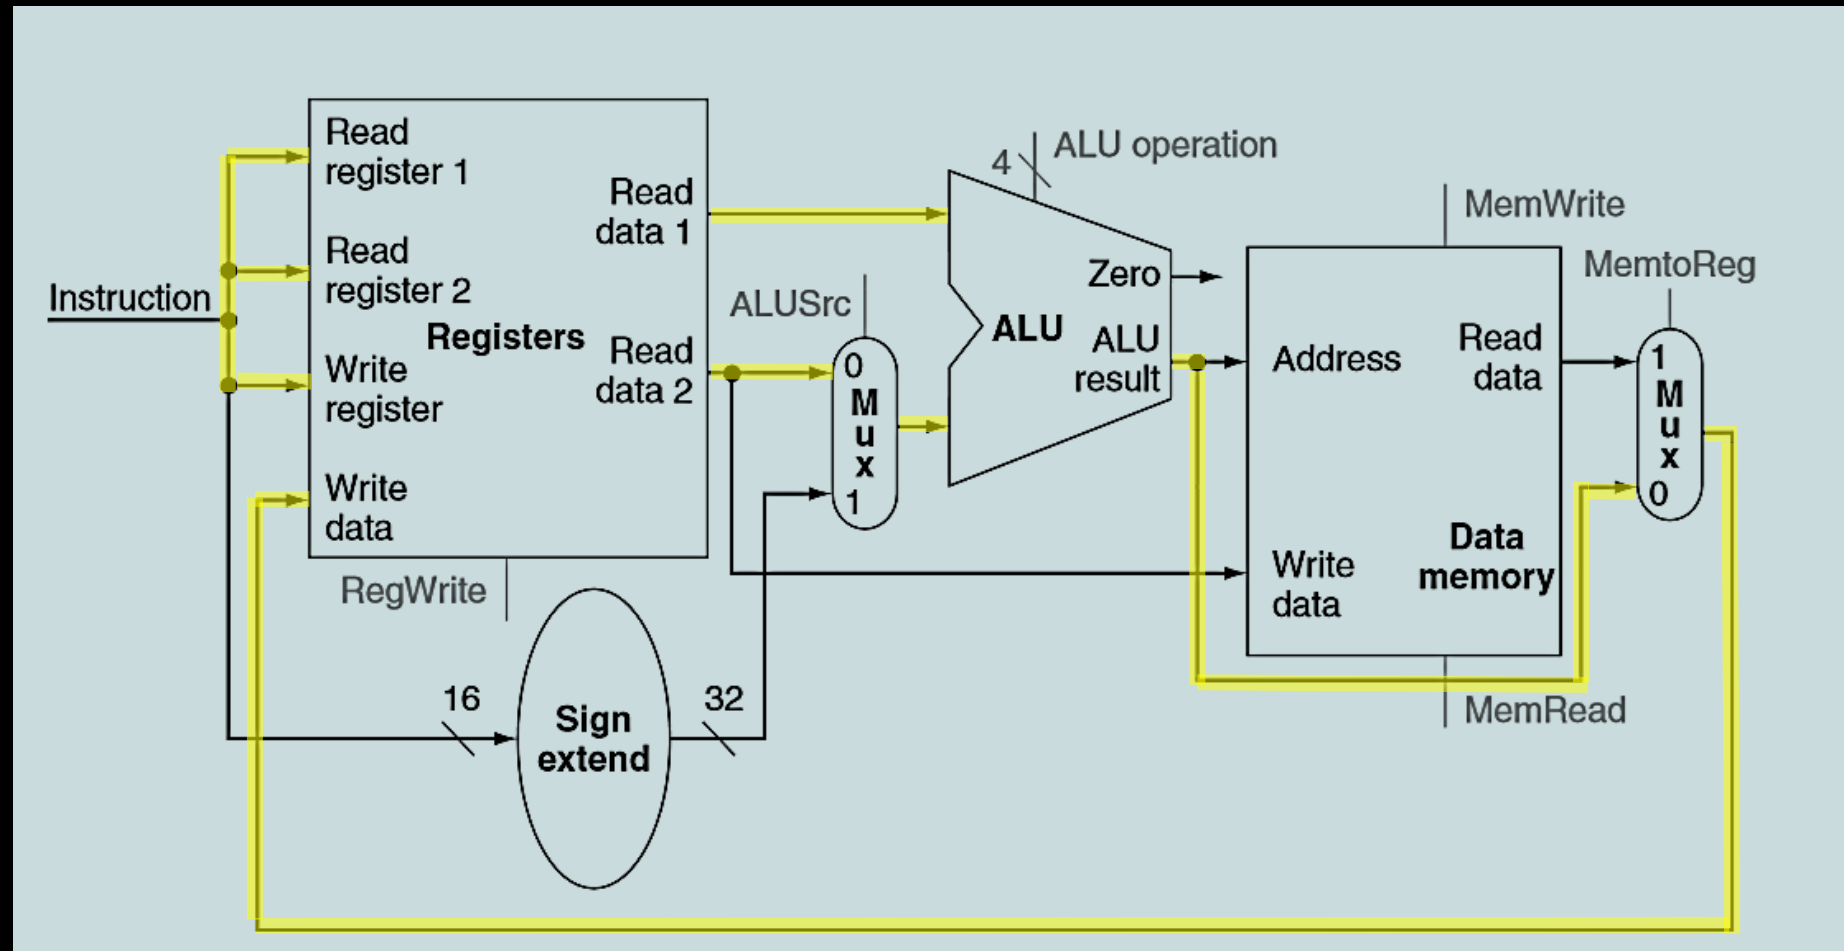 Instruction
Read
register 1
Read
register 2
Registers
Write
register
Write
data
Read
data 1
Read
data 2
RegWrite
16
Sign
extend
32
ALUSrc
0
M
u
x
1
4
ALU operation
ALU
Zero
ALU
result
MemWrite
Address
Read
data
Write
data
Data
memory
MemRead
MemtoReg
1
M
u
x
0